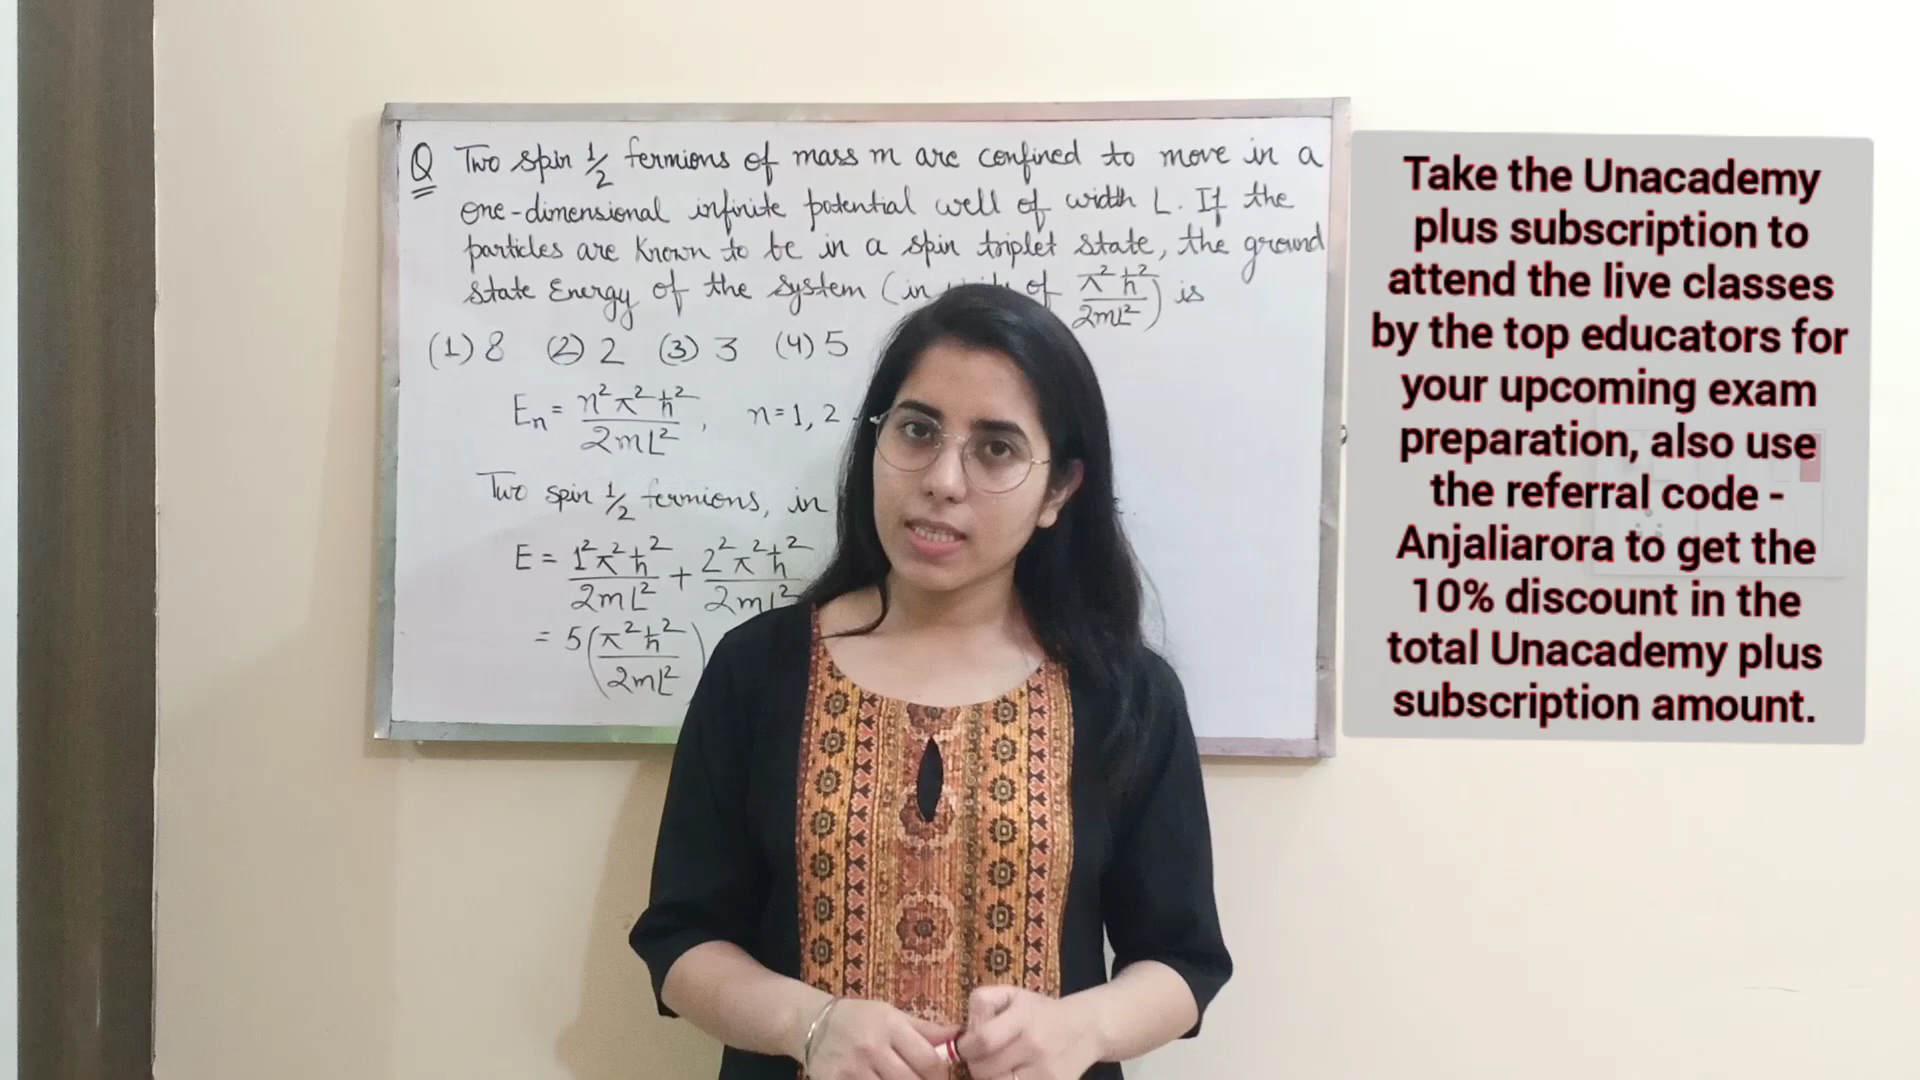 Q Two spin 1/2 fermions of mass m are confined to move in a
one-dimensional infinite potential well of width L. If the
particles are known to be in a spin triplet state, the ground
state Energy of the system (in of π²ħ²/2mL²) is
(1) 8 (2) 2 (3) 3 (4) 5
En = n²π²ħ²/2mL², n=1, 2
Two spin 1/2 fermions, in
E = 1²π²ħ²/2mL² + 2²π²ħ²/2mL²
= 5(π²ħ²/2mL²)
Take the Unacademy
plus subscription to
attend the live classes
by the top educators for
your upcoming exam
preparation, also use
the referral code -
Anjaliarora to get the
10% discount in the
total Unacademy plus
subscription amount.